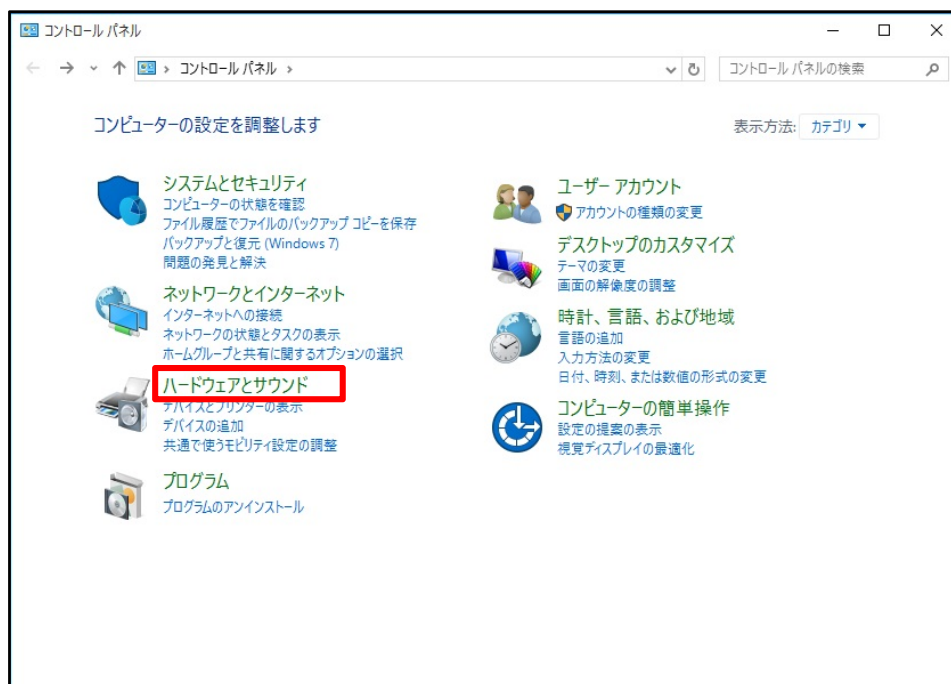 コントロール パネル
コントロール パネル
コントロール パネルの検索
コンピューターの設定を調整します
表示方法: カテゴリ
システムとセキュリティ
コンピューターの状態を確認
ファイル履歴でファイルのバックアップ コピーを保存
バックアップと復元 (Windows 7)
問題の発見と解決
ネットワークとインターネット
インターネットへの接続
ネットワークの状態とタスクの表示
ホームグループと共有に関するオプションの選択
ハードウェアとサウンド
デバイスとプリンターの表示
デバイスの追加
共通で使うモビリティ設定の調整
プログラム
プログラムのアンインストール
ユーザー アカウント
アカウントの種類の変更
デスクトップのカスタマイズ
テーマの変更
画面の解像度の調整
時計、言語、および地域
言語の追加
入力方法の変更
日付、時刻、または数値の形式の変更
コンピューターの簡単操作
設定の提案の表示
視覚ディスプレイの最適化